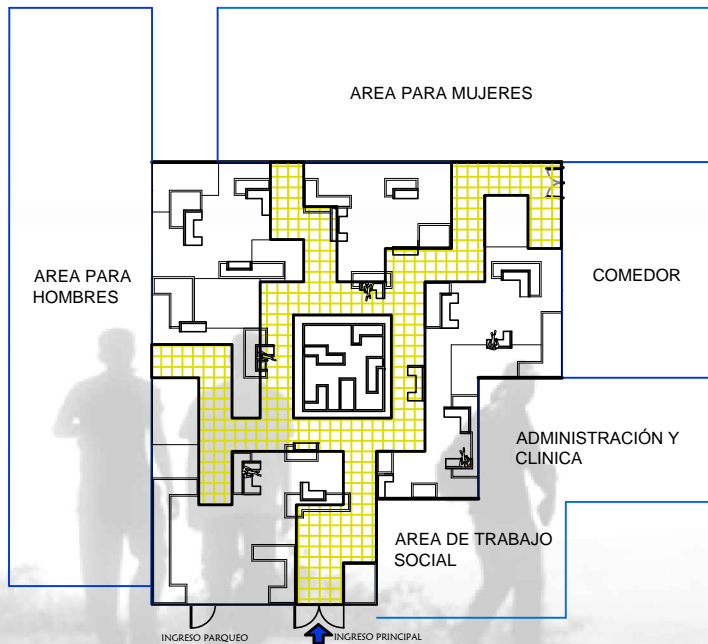 AREA PARA MUJERES
AREA PARA
HOMBRES
COMEDOR
ADMINISTRACIÓN Y
CLINICA
AREA DE TRABAJO
SOCIAL
INGRESO PARQUEO
INGRESO PRINCIPAL